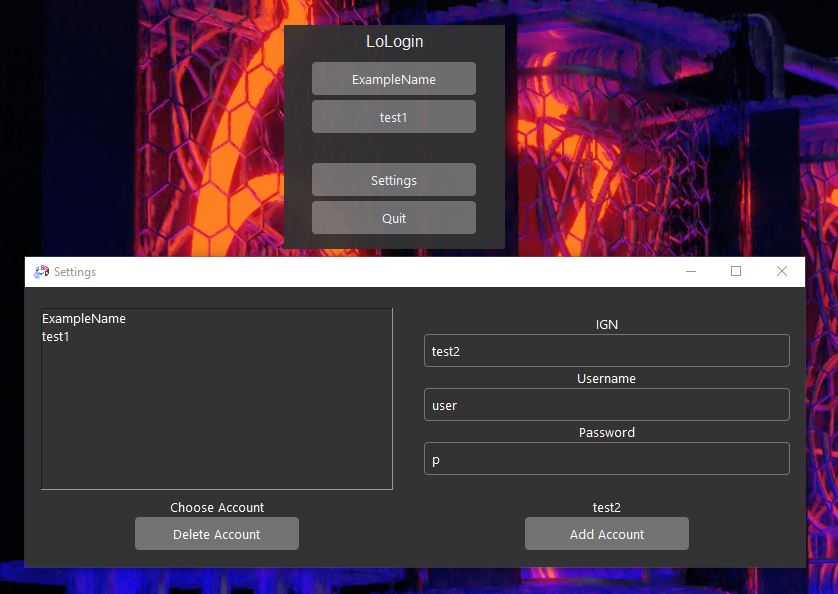 LoLogin
ExampleName
test1
Settings
Quit
Settings
ExampleName
test1
Choose Account
Delete Account
IGN
test2
Username
user
Password
p
test2
Add Account